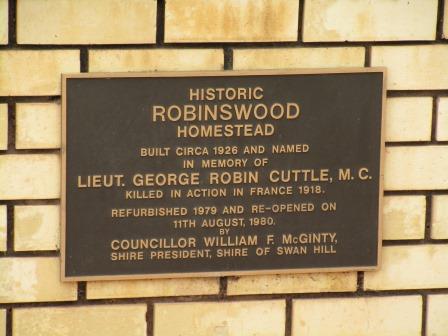 HISTORIC
ROBINSWOOD
HOMESTEAD
BUILT CIRCA 1926 AND NAMED
IN MEMORY OF
LIEUT. GEORGE ROBIN CUTTLE, M.C.
KILLED IN ACTION IN FRANCE 1918.
REFURBISHED 1979 AND RE-OPENED ON
11TH AUGUST, 1980.
BY
COUNCILLOR WILLIAM F. McGINTY,
SHIRE PRESIDENT, SHIRE OF SWAN HILL